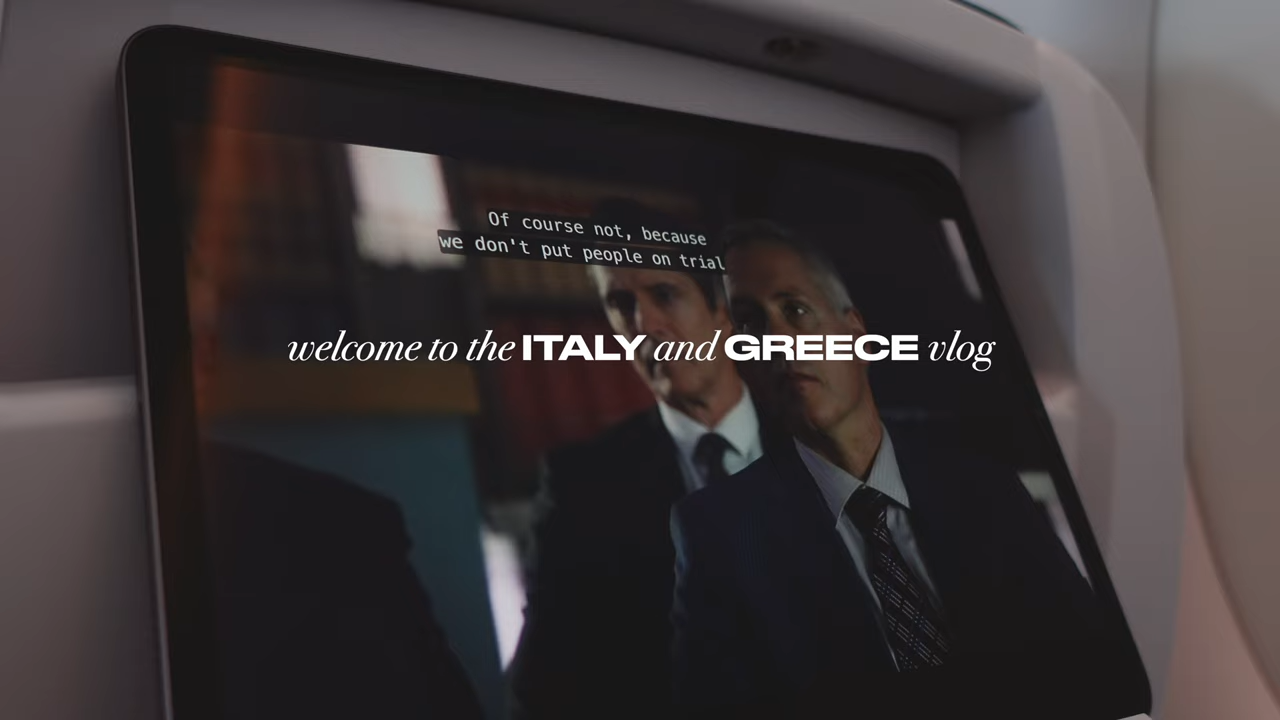 Of course not, because
we don't put people on trial
welcome to the ITALY and GREECE vlog